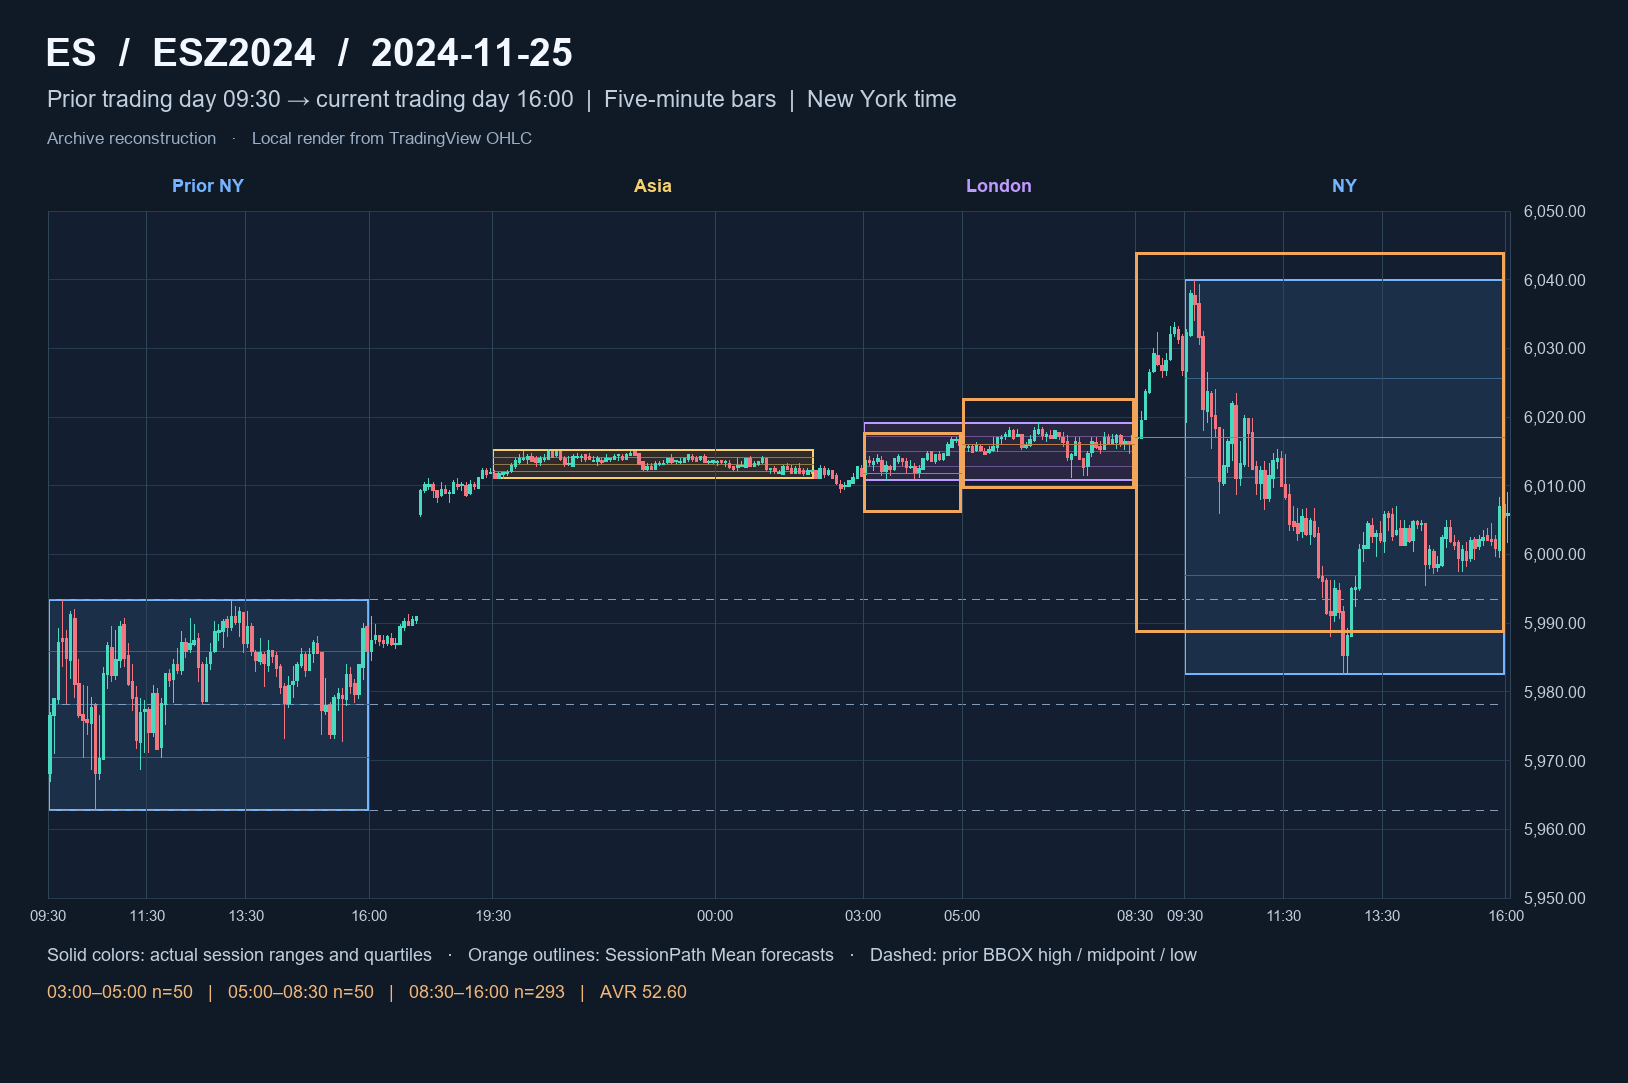 ES / ESZ2024 / 2024-11-25
Prior trading day 09:30 → current trading day 16:00 | Five-minute bars | New York time
Archive reconstruction · Local render from TradingView OHLC
Prior NY Asia London NY
6,050.00
6,040.00
6,030.00
6,020.00
6,010.00
6,000.00
5,990.00
5,980.00
5,970.00
5,960.00
5,950.00
09:30 11:30 13:30 16:00 19:30 00:00 03:00 05:00 08:30 09:30 11:30 13:30 16:00
Solid colors: actual session ranges and quartiles · Orange outlines: SessionPath Mean forecasts · Dashed: prior BBOX high / midpoint / low
03:00–05:00 n=50 | 05:00–08:30 n=50 | 08:30–16:00 n=293 | AVR 52.60